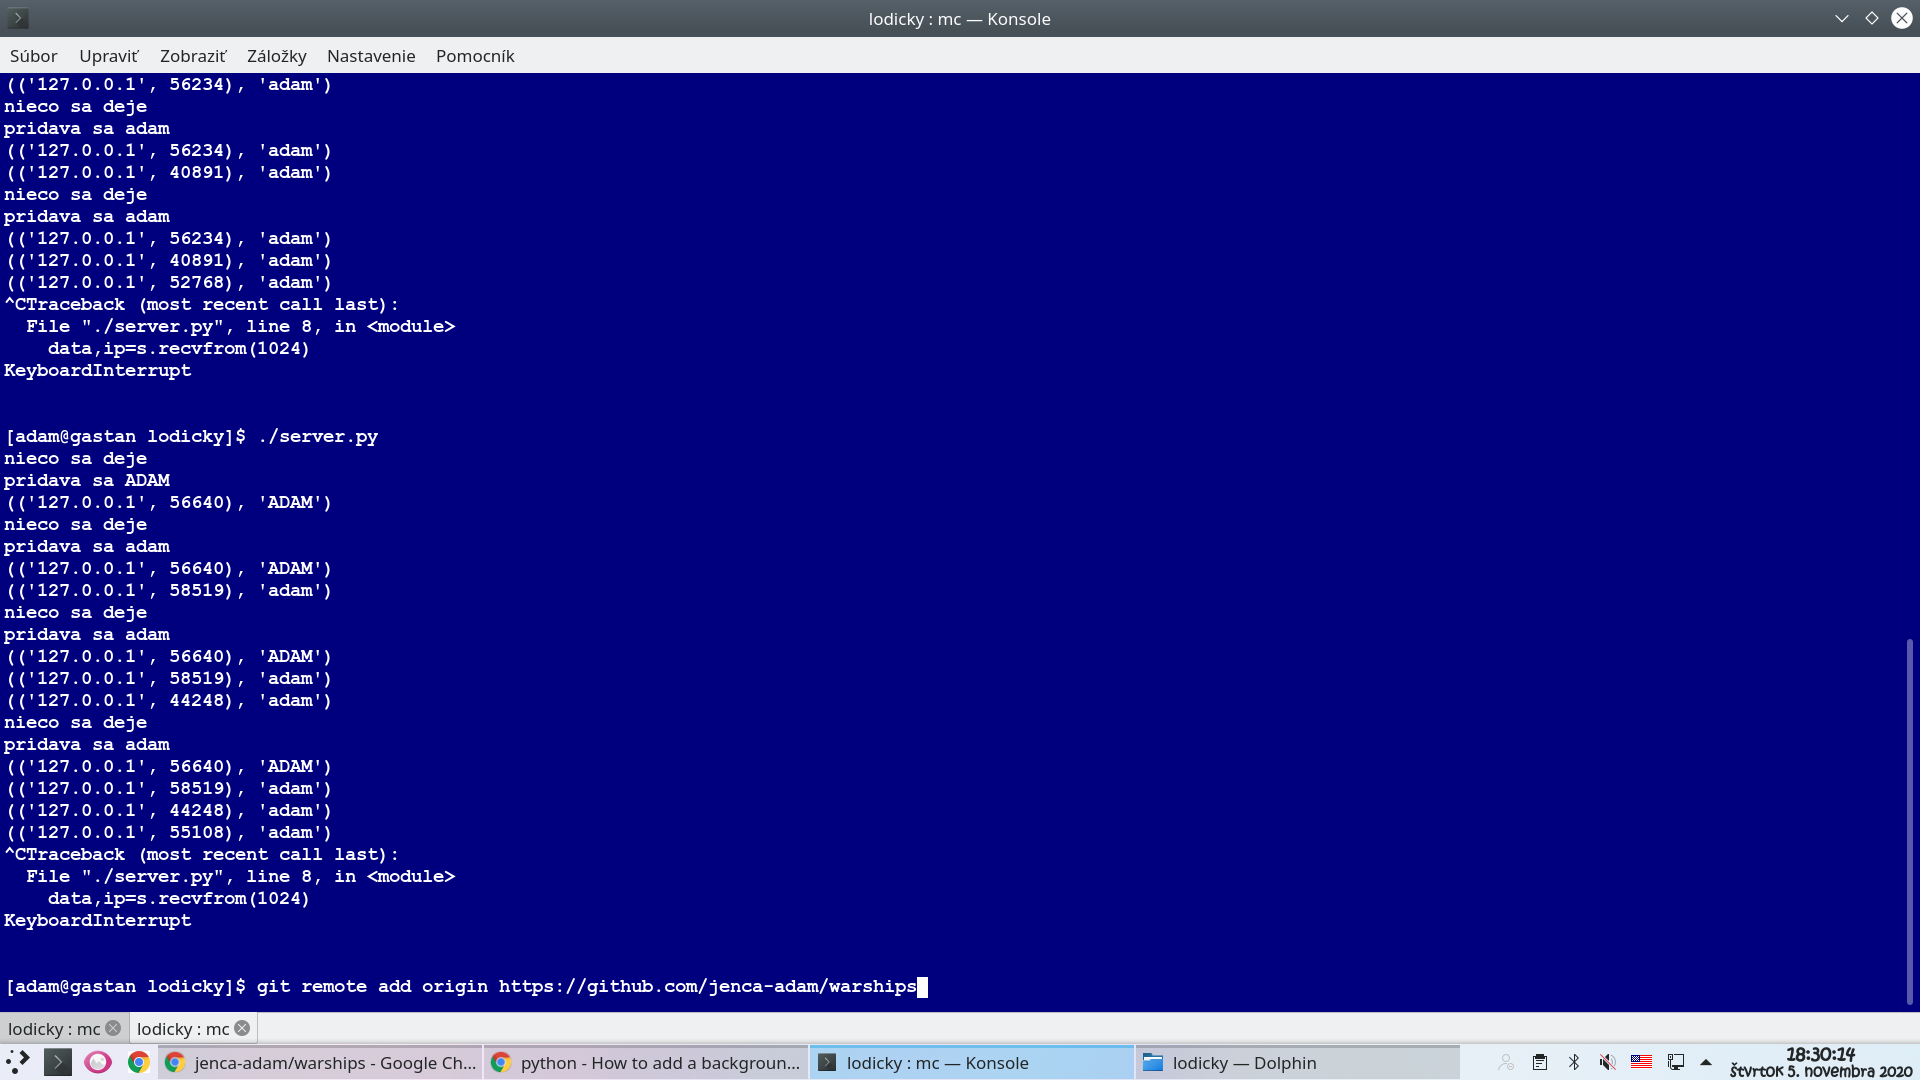 lodicky : mc — Konsole
Súbor Upraviť Zobraziť Záložky Nastavenie Pomocník
(('127.0.0.1', 56234), 'adam')
nieco sa deje
pridava sa adam
(('127.0.0.1', 56234), 'adam')
(('127.0.0.1', 40891), 'adam')
nieco sa deje
pridava sa adam
(('127.0.0.1', 56234), 'adam')
(('127.0.0.1', 40891), 'adam')
(('127.0.0.1', 52768), 'adam')
^CTraceback (most recent call last):
  File "./server.py", line 8, in <module>
    data,ip=s.recvfrom(1024)
KeyboardInterrupt
[adam@gastan lodicky]$ ./server.py
nieco sa deje
pridava sa ADAM
(('127.0.0.1', 56640), 'ADAM')
nieco sa deje
pridava sa adam
(('127.0.0.1', 56640), 'ADAM')
(('127.0.0.1', 58519), 'adam')
nieco sa deje
pridava sa adam
(('127.0.0.1', 56640), 'ADAM')
(('127.0.0.1', 58519), 'adam')
(('127.0.0.1', 44248), 'adam')
nieco sa deje
pridava sa adam
(('127.0.0.1', 56640), 'ADAM')
(('127.0.0.1', 58519), 'adam')
(('127.0.0.1', 44248), 'adam')
(('127.0.0.1', 55108), 'adam')
^CTraceback (most recent call last):
  File "./server.py", line 8, in <module>
    data,ip=s.recvfrom(1024)
KeyboardInterrupt
[adam@gastan lodicky]$ git remote add origin https://github.com/jenca-adam/warships
lodicky : mc lodicky : mc
jenca-adam/warships - Google Ch... python - How to add a backgroun... lodicky : mc — Konsole lodicky — Dolphin 18:30:14
štvrtok 5. novembra 2020